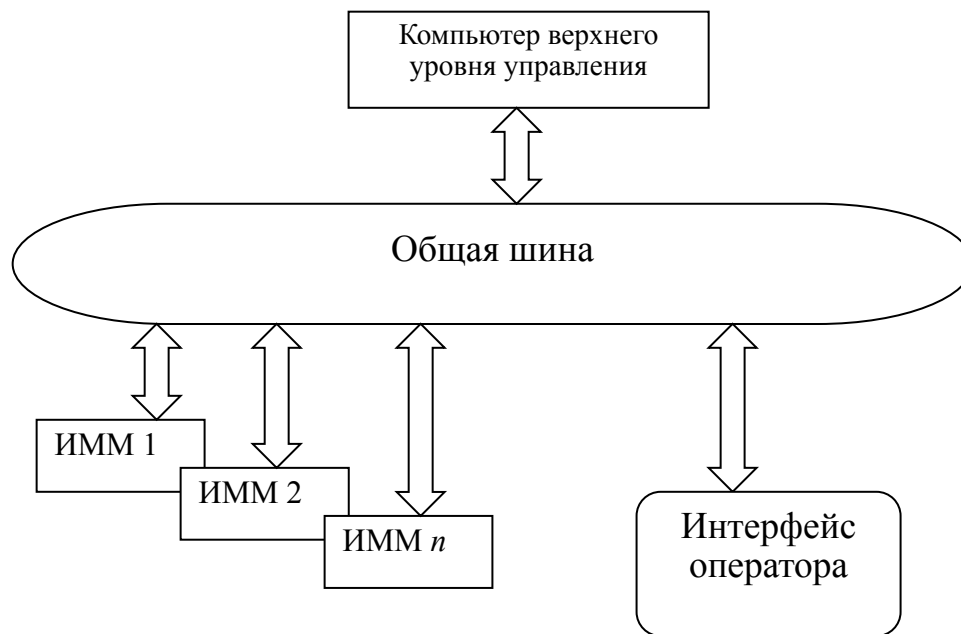 Компьютер верхнего
уровня управления
Общая шина
ИММ 1
ИММ 2
ИММ n
Интерфейс
оператора